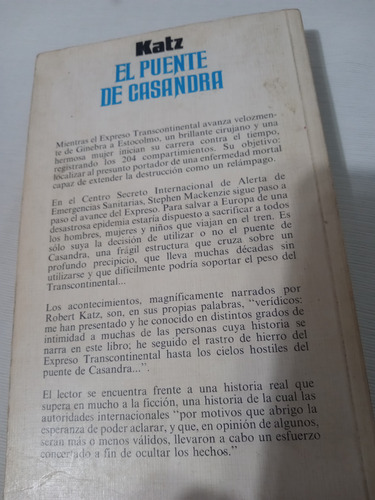 Katz
EL PUENTE
DE CASANDRA
Mientras el Expreso Transcontinental avanza velozmen-
te de Ginebra a Estocolmo, un brillante cirujano y una
hermosa mujer inician su carrera contra el tiempo,
registrando los 204 compartimientos. Su objetivo:
localizar al presunto portador de una enfermedad mortal
capaz de extender la destrucción como un relámpago.
En el Centro Secreto Internacional de Alerta de
Emergencias Sanitarias, Stephen Mackenzie sigue paso a
paso el avance del Expreso. Para salvar a Europa de una
desastrosa epidemia estaría dispuesto a sacrificar a todos
los hombres, mujeres y niños que viajan en el tren. Es
sólo suya la decisión de utilizar o no el puente de
Casandra, una frágil estructura que cruza sobre un
profundo precipicio, que lleva muchas décadas sin
utilizarse y que difícilmente podría soportar el peso del
Transcontinental...
Los acontecimientos, magníficamente narrados por
Robert Katz, son, en sus propias palabras, "verídicos:
me han presentado y he conocido en distintos grados de
intimidad a muchas de las personas cuya historia se
narra en este libro; he seguido el rastro de hierro del
Expreso Transcontinental hasta los cielos hostiles del
puente de Casandra...".
El lector se encuentra frente a una historia real que
supera en mucho a la ficción, una historia de la cual las
autoridades internacionales "por motivos que abrigo la
esperanza de poder aclarar, y que, en opinión de algunos,
serán más o menos válidos, llevaron a cabo un esfuerzo
concertado a fin de ocultar los hechos."